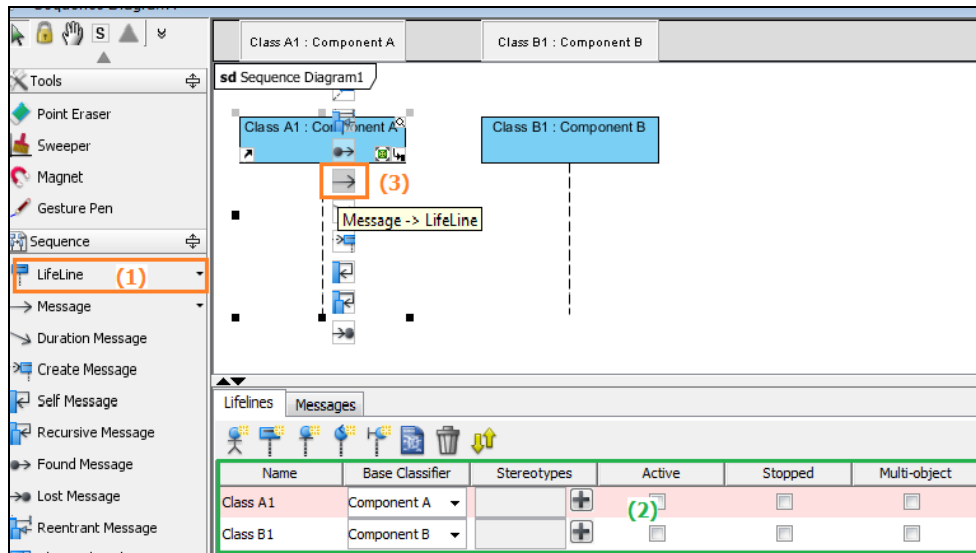 S
Class A1 : Component A
Class B1 : Component B
Tools
sd Sequence Diagram1
Point Eraser
Class A1 : Component A
Class B1 : Component B
Sweeper
Magnet
(3)
Gesture Pen
Message -> LifeLine
Sequence
LifeLine
(1)
Message
Duration Message
Create Message
Self Message
Lifelines
Messages
Recursive Message
Found Message
Name
Base Classifier
Stereotypes
Active
Stopped
Multi-object
Lost Message
Class A1
Component A
(2)
Reentrant Message
Class B1
Component B